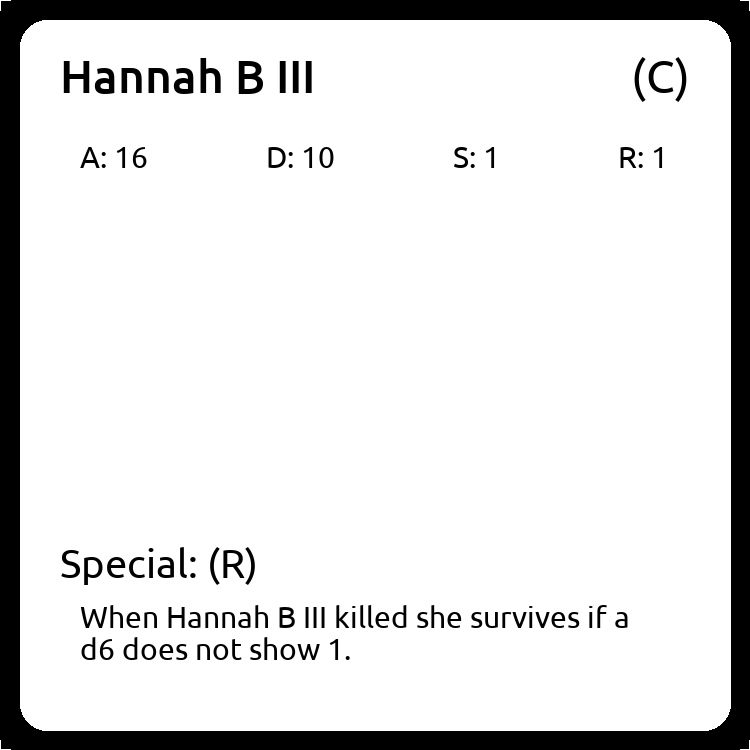 Hannah B III (C)
A: 16 D: 10 S: 1 R: 1
Special: (R)
When Hannah B III killed she survives if a
d6 does not show 1.